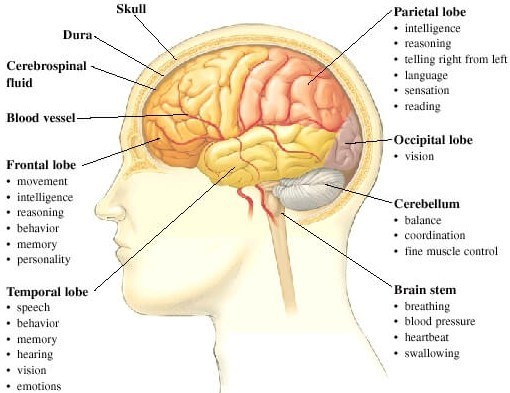 Skull
Dura
Cerebrospinal
fluid
Blood vessel
Frontal lobe
• movement
• intelligence
• reasoning
• behavior
• memory
• personality
Temporal lobe
• speech
• behavior
• memory
• hearing
• vision
• emotions
Parietal lobe
• intelligence
• reasoning
• telling right from left
• language
• sensation
• reading
Occipital lobe
• vision
Cerebellum
• balance
• coordination
• fine muscle control
Brain stem
• breathing
• blood pressure
• heartbeat
• swallowing